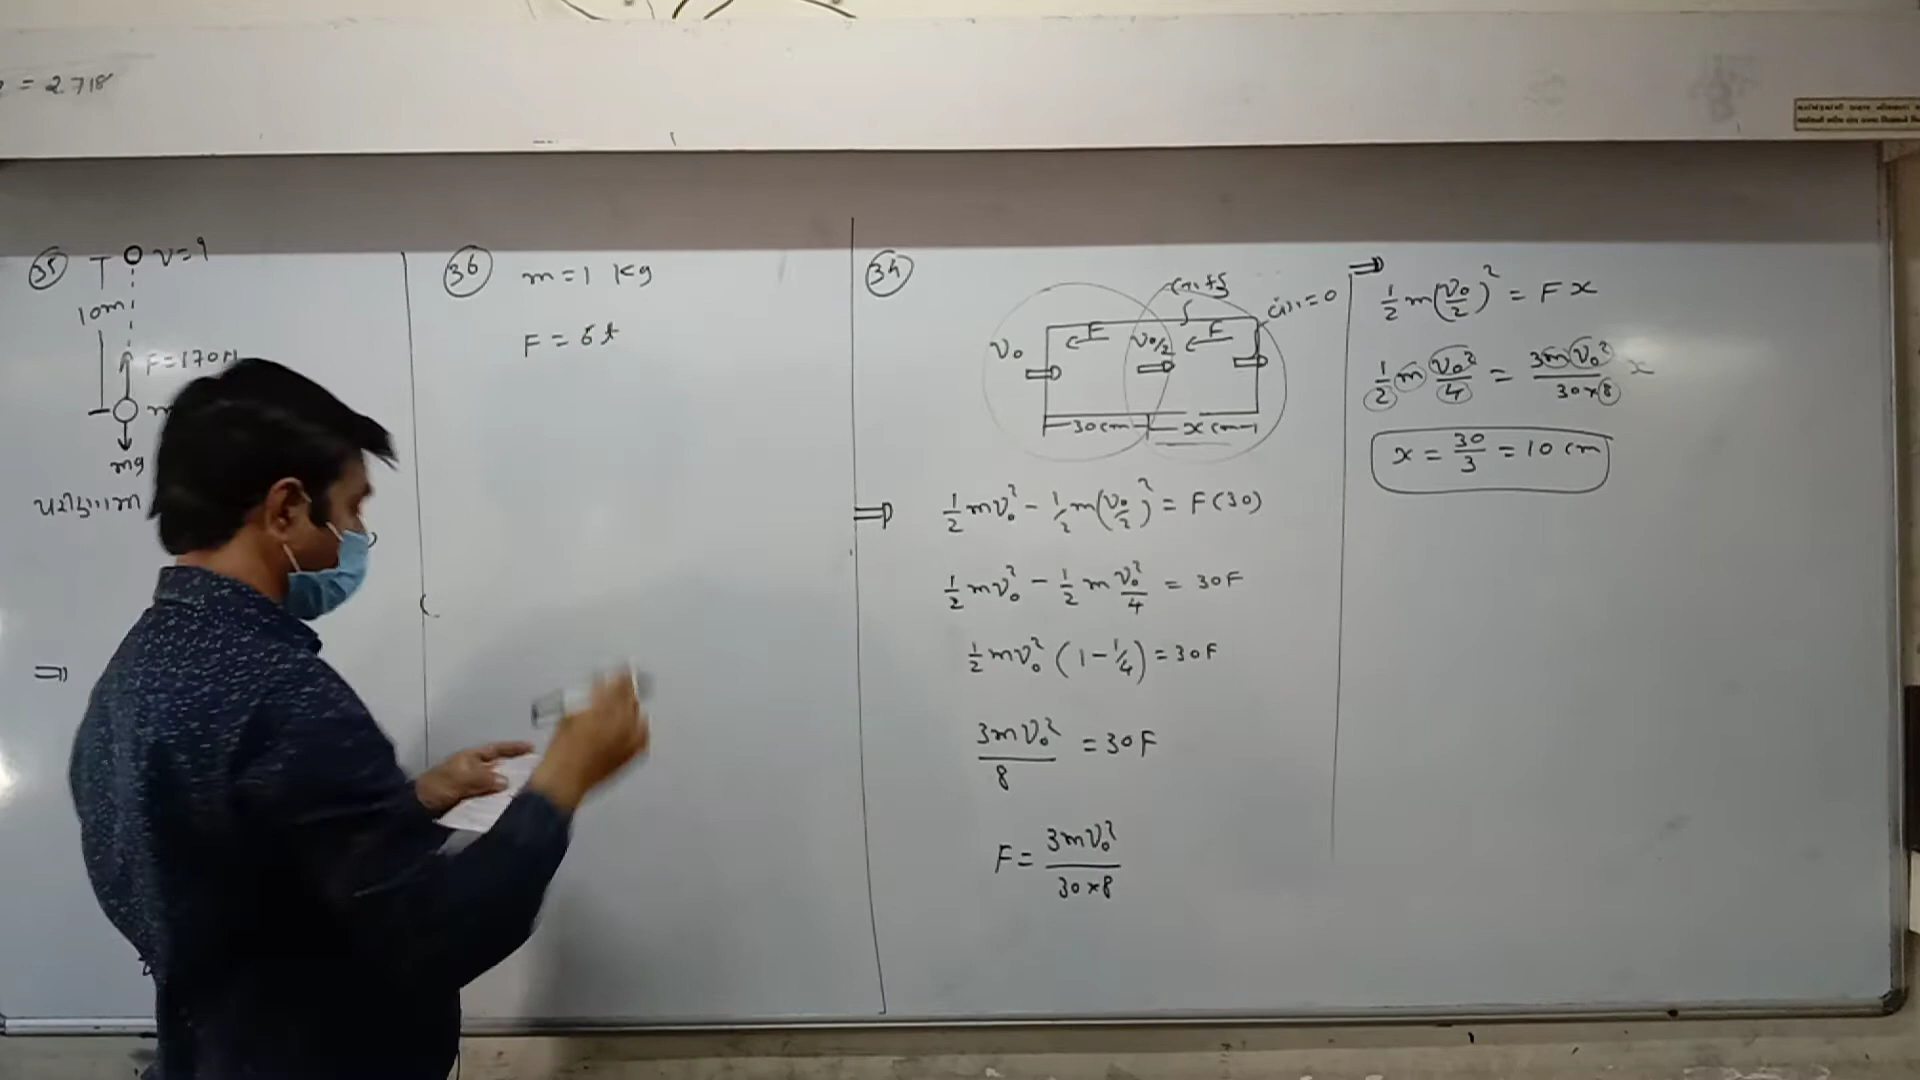 = 2.718
35
v=?
10m
F=170N
mg
36
m = 1 kg
F = 6t
34
v₀
F
v₀/2
F
=0
30cm
x cm
½mv₀² - ½m(v₀/2)² = F(30)
½mv₀² - ½m v₀²/4 = 30F
½mv₀² (1 - ¼) = 30F
3mv₀²/8 = 30F
F = 3mv₀²/30×8
½m(v₀/2)² = Fx
½m v₀²/4 = 3mv₀²/30×8 x
x = 30/3 = 10 cm